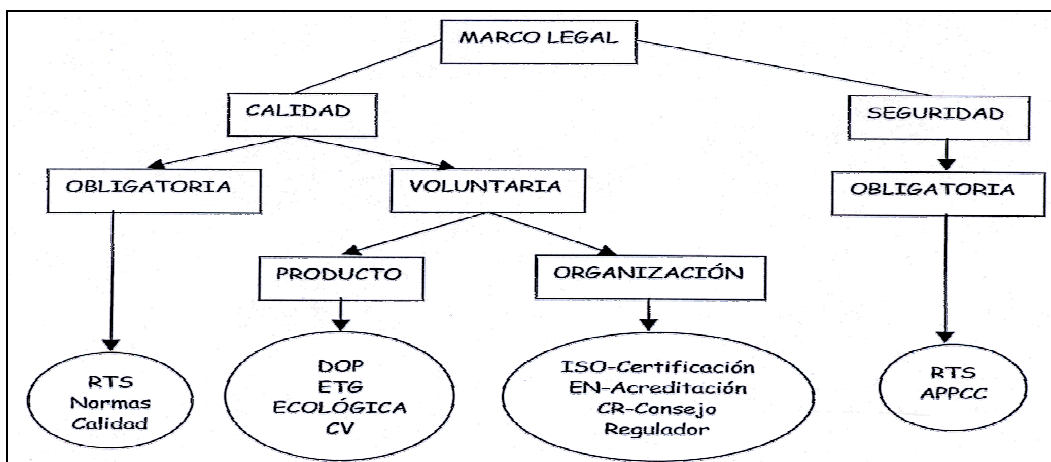 MARCO LEGAL
CALIDAD
SEGURIDAD
OBLIGATORIA
VOLUNTARIA
OBLIGATORIA
PRODUCTO
ORGANIZACIÓN
RTS
Normas
Calidad
DOP
ETG
ECOLÓGICA
CV
ISO-Certificación
EN-Acreditación
CR-Consejo
Regulador
RTS
APPCC